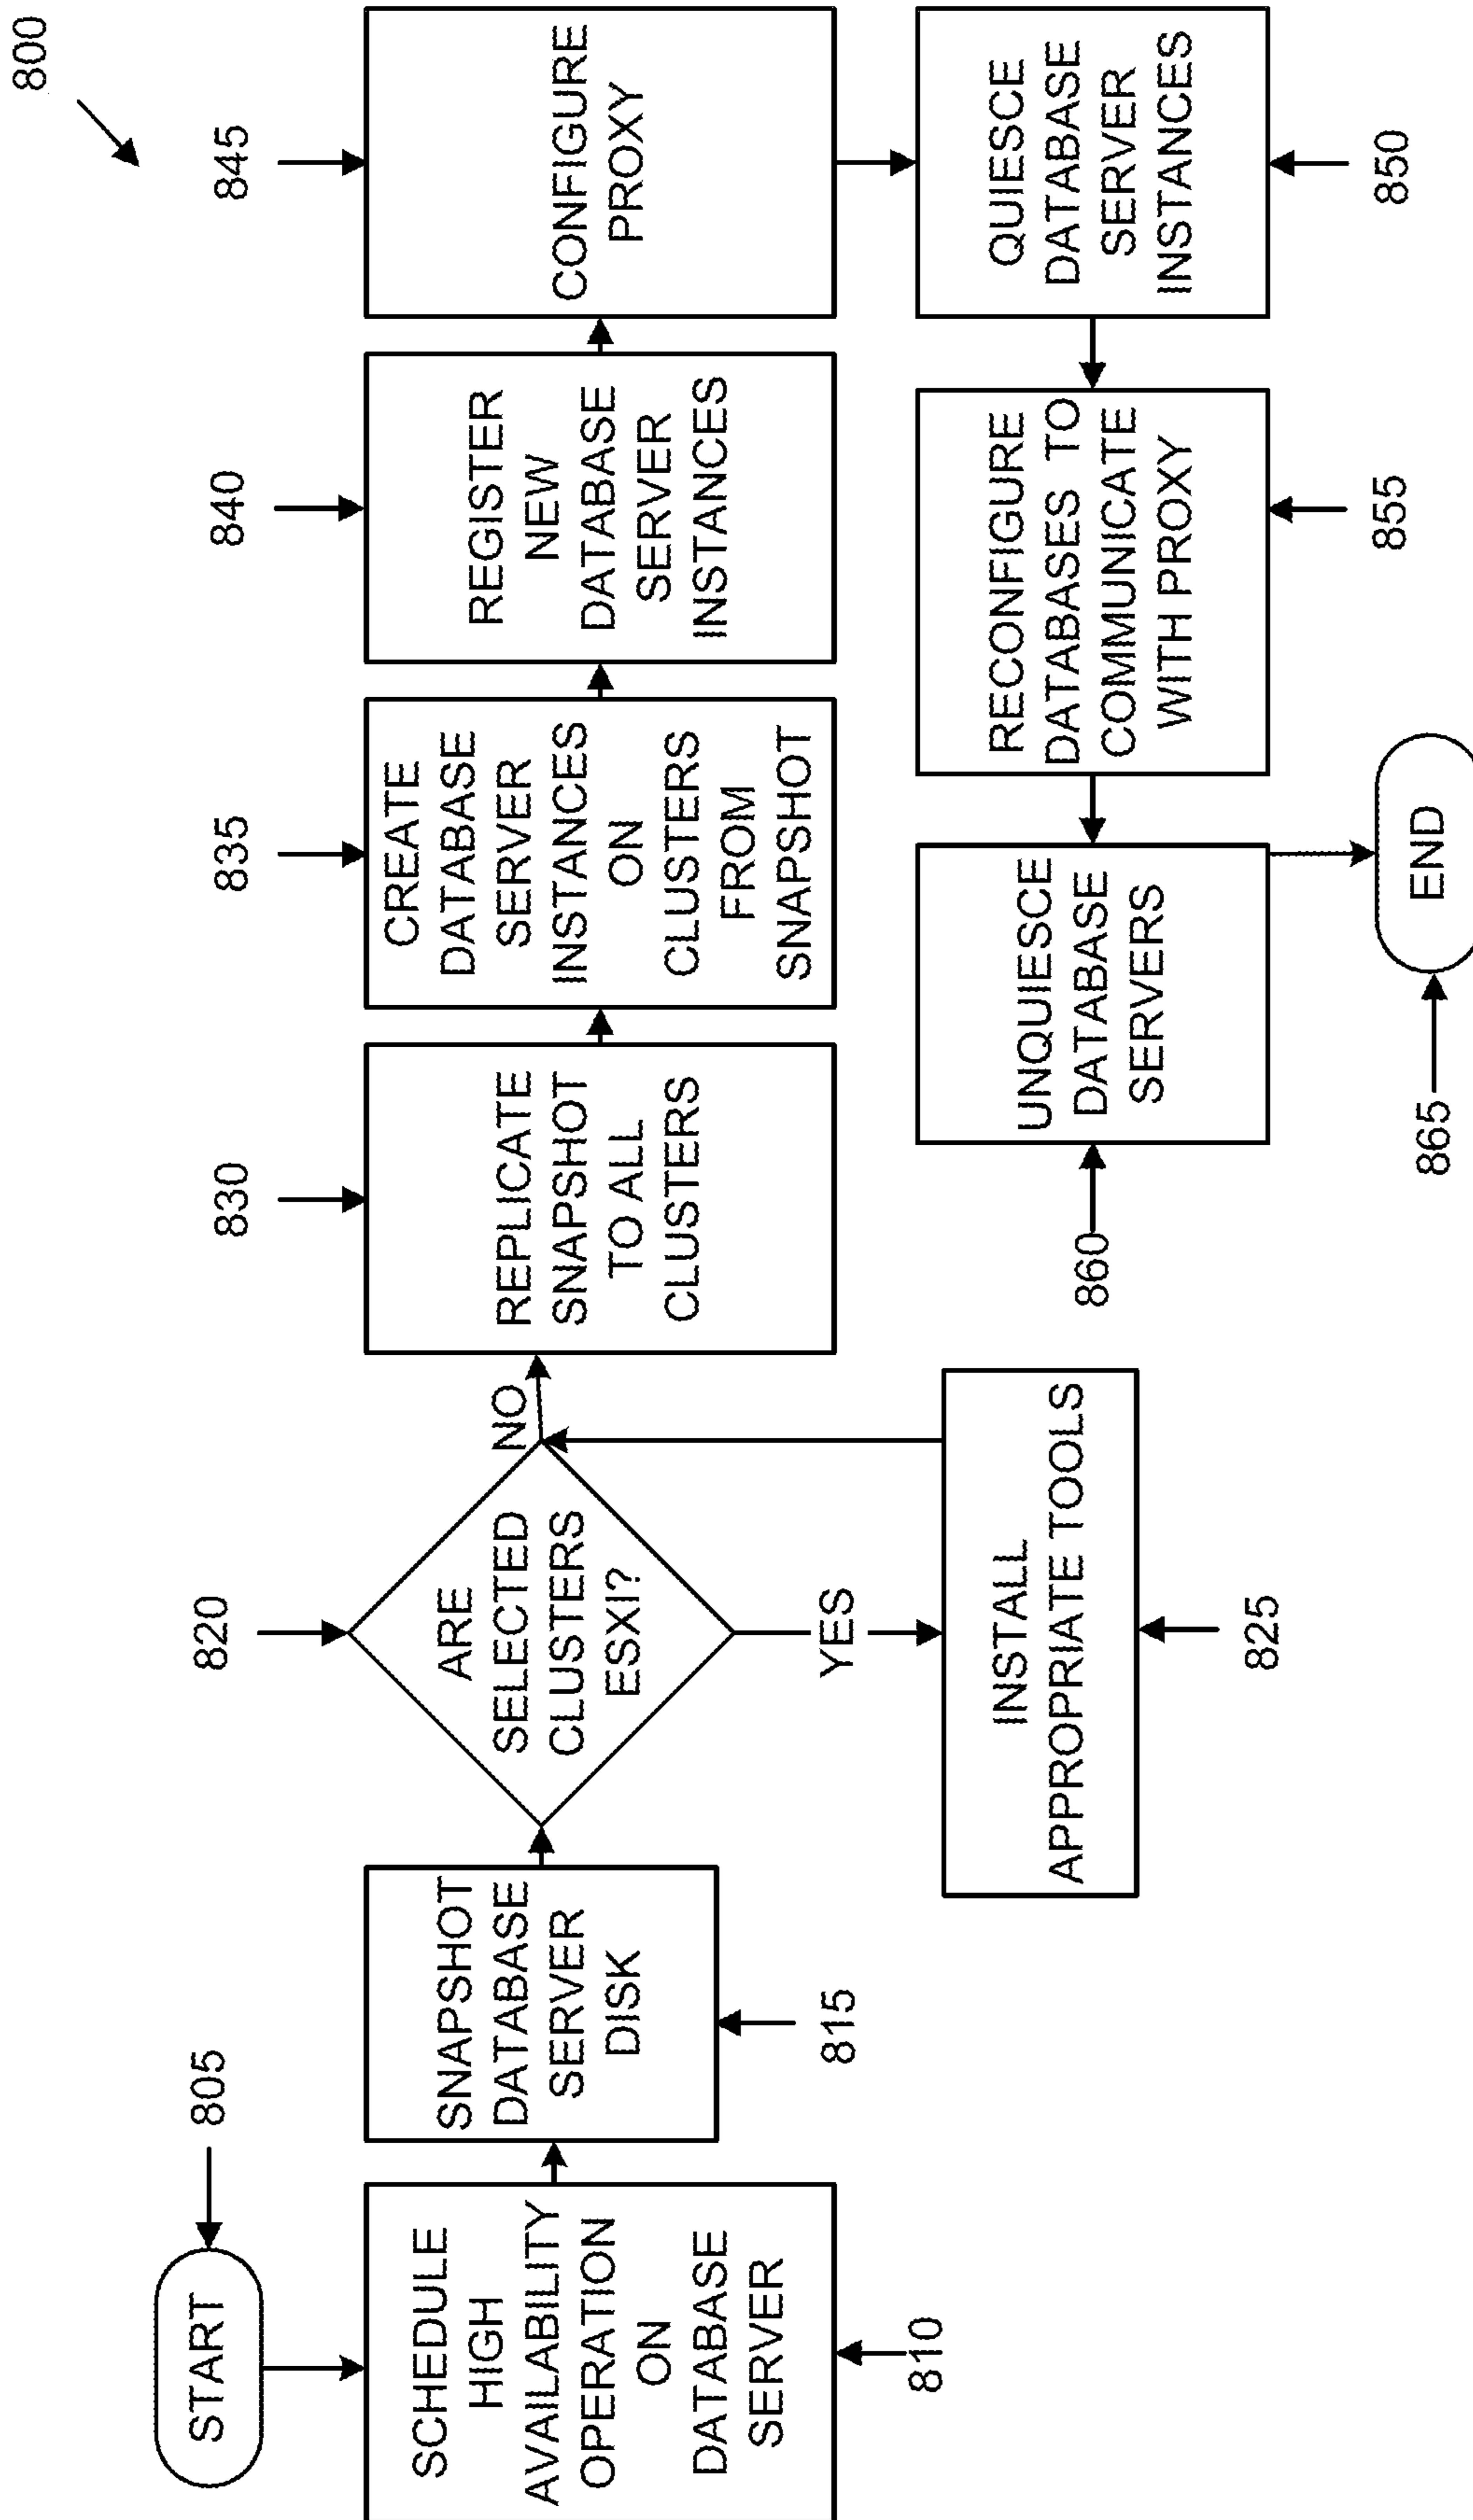 800
START
805
SCHEDULE
HIGH
AVAILABILITY
OPERATION
ON
DATABASE
SERVER
810
SNAPSHOT
DATABASE
SERVER
DISK
815
820
ARE
SELECTED
CLUSTERS
ESXI?
NO
YES
INSTALL
APPROPRIATE TOOLS
825
830
REPLICATE
SNAPSHOT
TO ALL
CLUSTERS
835
CREATE
DATABASE
SERVER
INSTANCES
ON
CLUSTERS
FROM
SNAPSHOT
840
REGISTER
NEW
DATABASE
SERVER
INSTANCES
845
CONFIGURE
PROXY
QUIESCE
DATABASE
SERVER
INSTANCES
850
RECONFIGURE
DATABASES TO
COMMUNICATE
WITH PROXY
855
UNQUIESCE
DATABASE
SERVERS
860
END
865